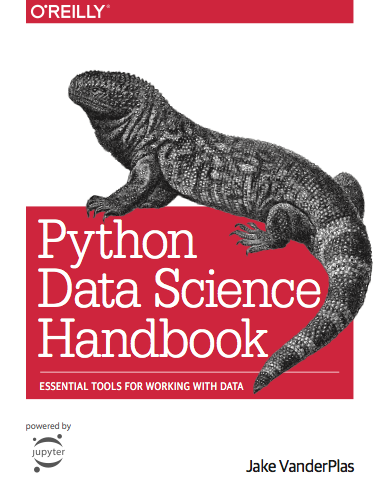 O'REILLY®
Python
Data Science
Handbook
ESSENTIAL TOOLS FOR WORKING WITH DATA
powered by
jupyter
Jake VanderPlas